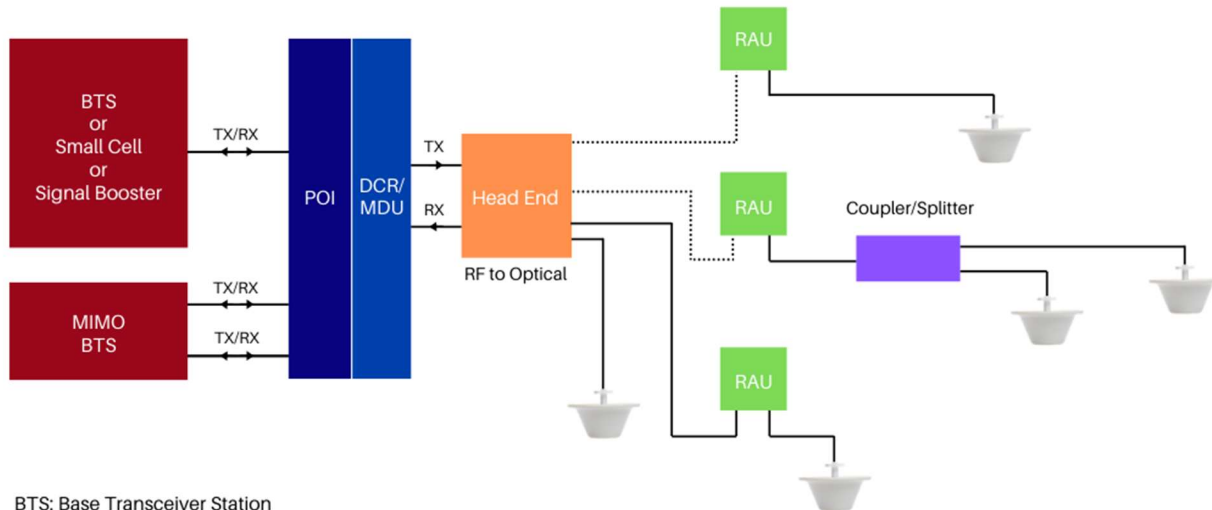 BTS
or
Small Cell
or
Signal Booster
TX/RX
MIMO
BTS
TX/RX
TX/RX
POI
DCR/
MDU
TX
RX
Head End
RF to Optical
RAU
RAU
Coupler/Splitter
RAU
BTS: Base Transceiver Station